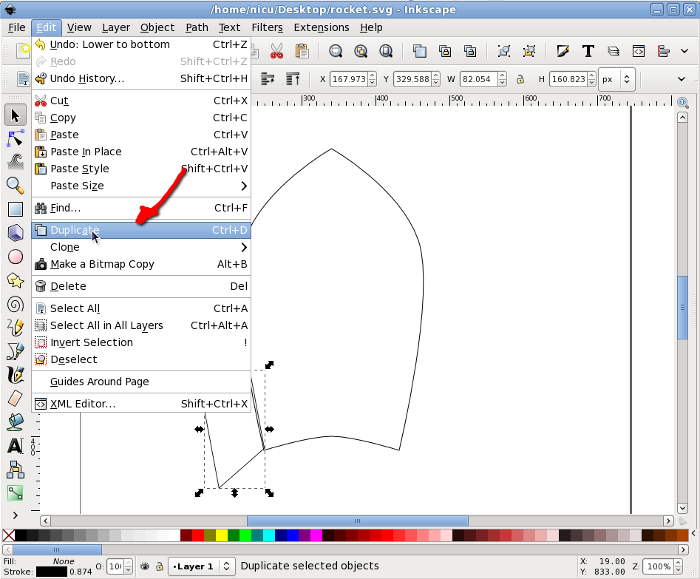 /home/nicu/Desktop/rocket.svg - Inkscape
File Edit View Layer Object Path Text Filters Extensions Help
Undo: Lower to bottom Ctrl+Z
Redo Shift+Ctrl+Z
Undo History... Shift+Ctrl+H
X 167.973 Y 329.588 W 82.054 H 160.823 px
Cut Ctrl+X
300 400 500 600 700
Copy Ctrl+C
Paste Ctrl+V
Paste In Place Ctrl+Alt+V
Paste Style Shift+Ctrl+V
Paste Size
Find... Ctrl+F
Duplicate Ctrl+D
Clone
Make a Bitmap Copy Alt+B
Delete Del
Select All Ctrl+A
Select All in All Layers Ctrl+Alt+A
Invert Selection !
Deselect
Guides Around Page
XML Editor... Shift+Ctrl+X
A
Fill: None
Stroke: 0.874
O:
•Layer 1
Duplicate selected objects
X: 19.00
Y: 833.00
Z: 100%